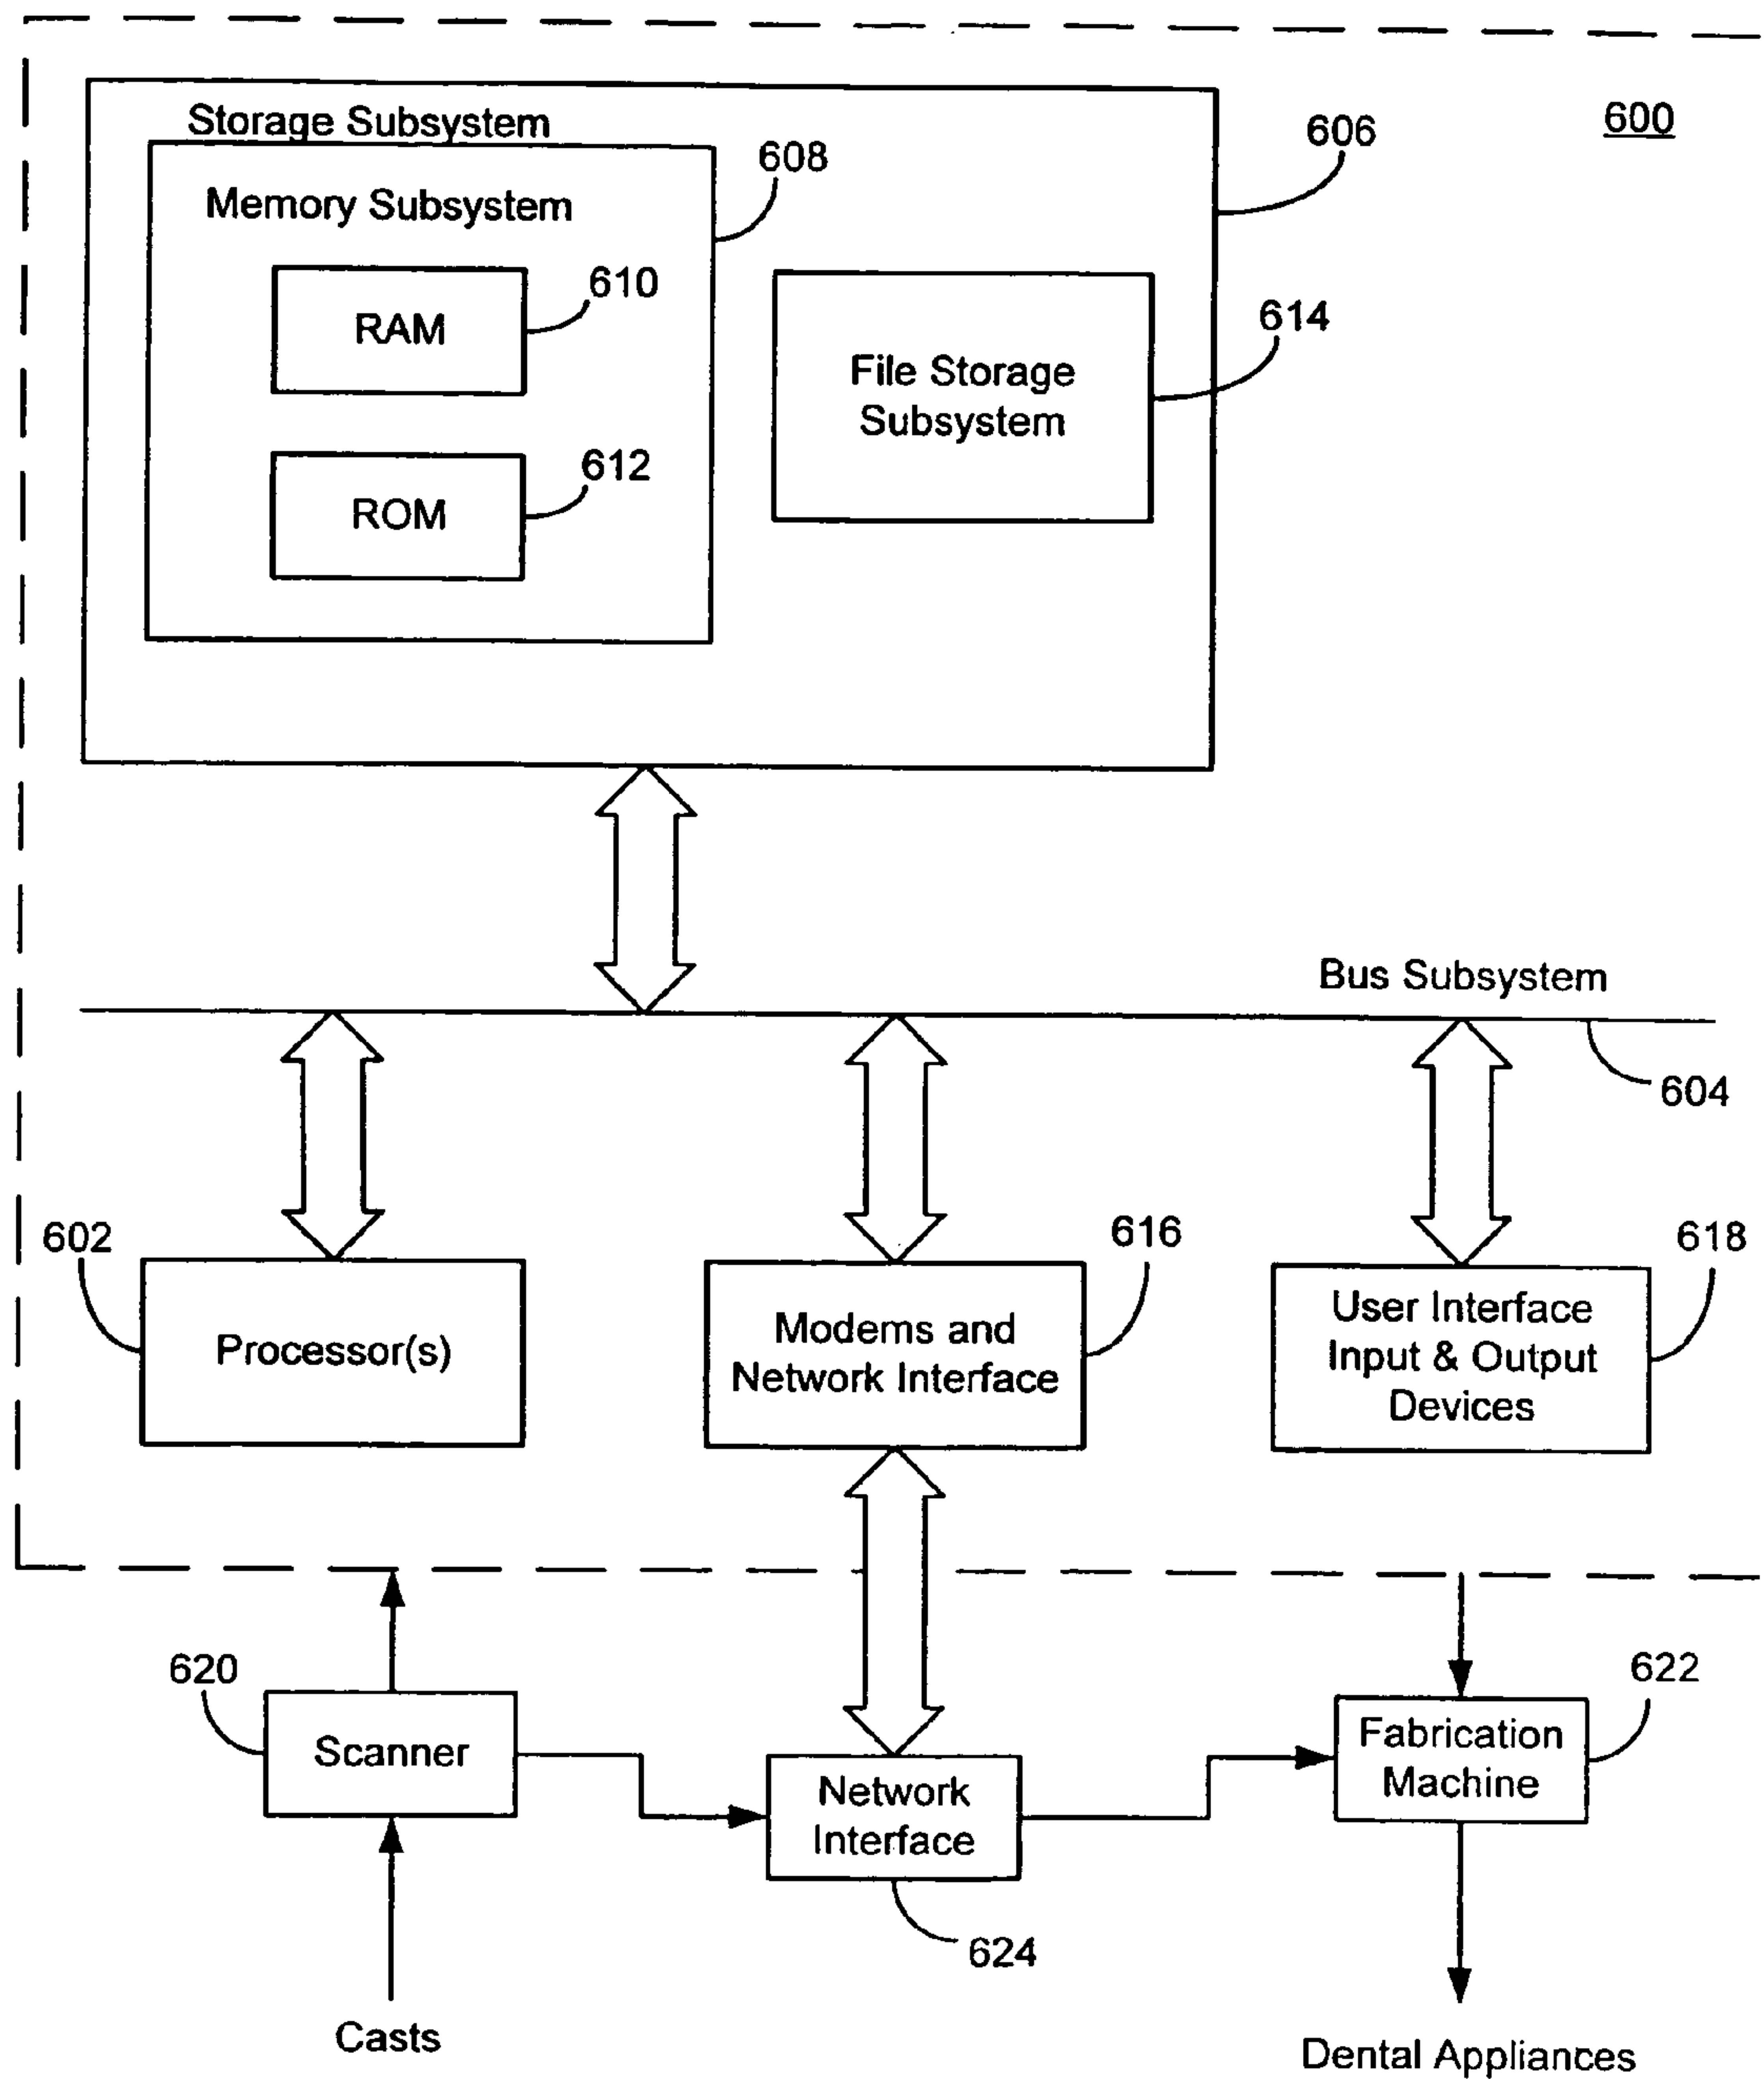 600
Storage Subsystem
606
608
Memory Subsystem
610
RAM
614
File Storage
Subsystem
612
ROM
Bus Subsystem
604
602
Processor(s)
616
Modems and
Network Interface
618
User Interface
Input & Output
Devices
620
Scanner
622
Fabrication
Machine
Network
Interface
624
Casts
Dental Appliances